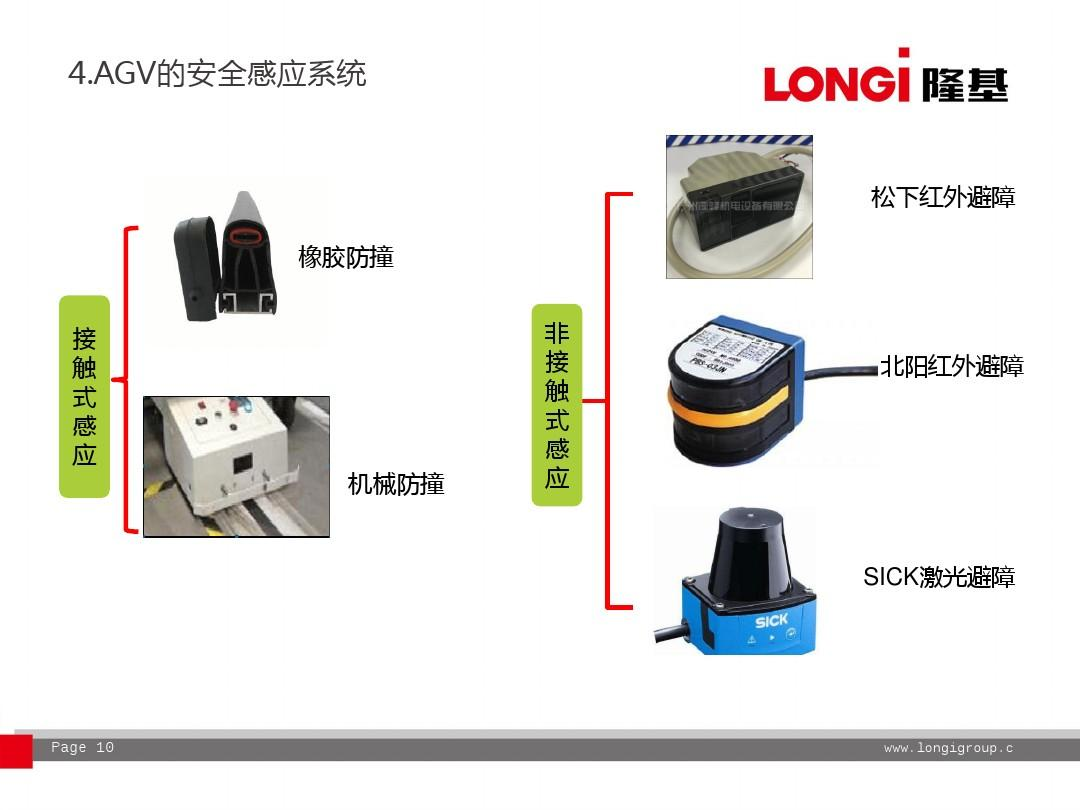 4.AGV的安全感应系统
LONGi 隆基
接触式感应
橡胶防撞
机械防撞
非接触式感应
松下红外避障
北阳红外避障
PBS-03JN
SICK激光避障
SICK
Page 10
www.longigroup.c